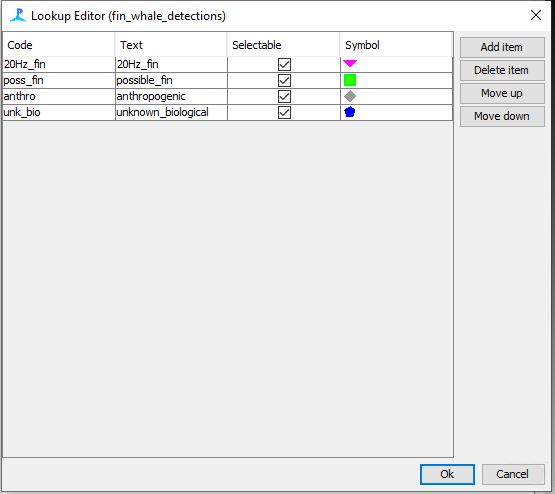 Lookup Editor (fin_whale_detections)
Code Text Selectable Symbol
20Hz_fin 20Hz_fin
poss_fin possible_fin
anthro anthropogenic
unk_bio unknown_biological
Add item
Delete item
Move up
Move down
Ok Cancel